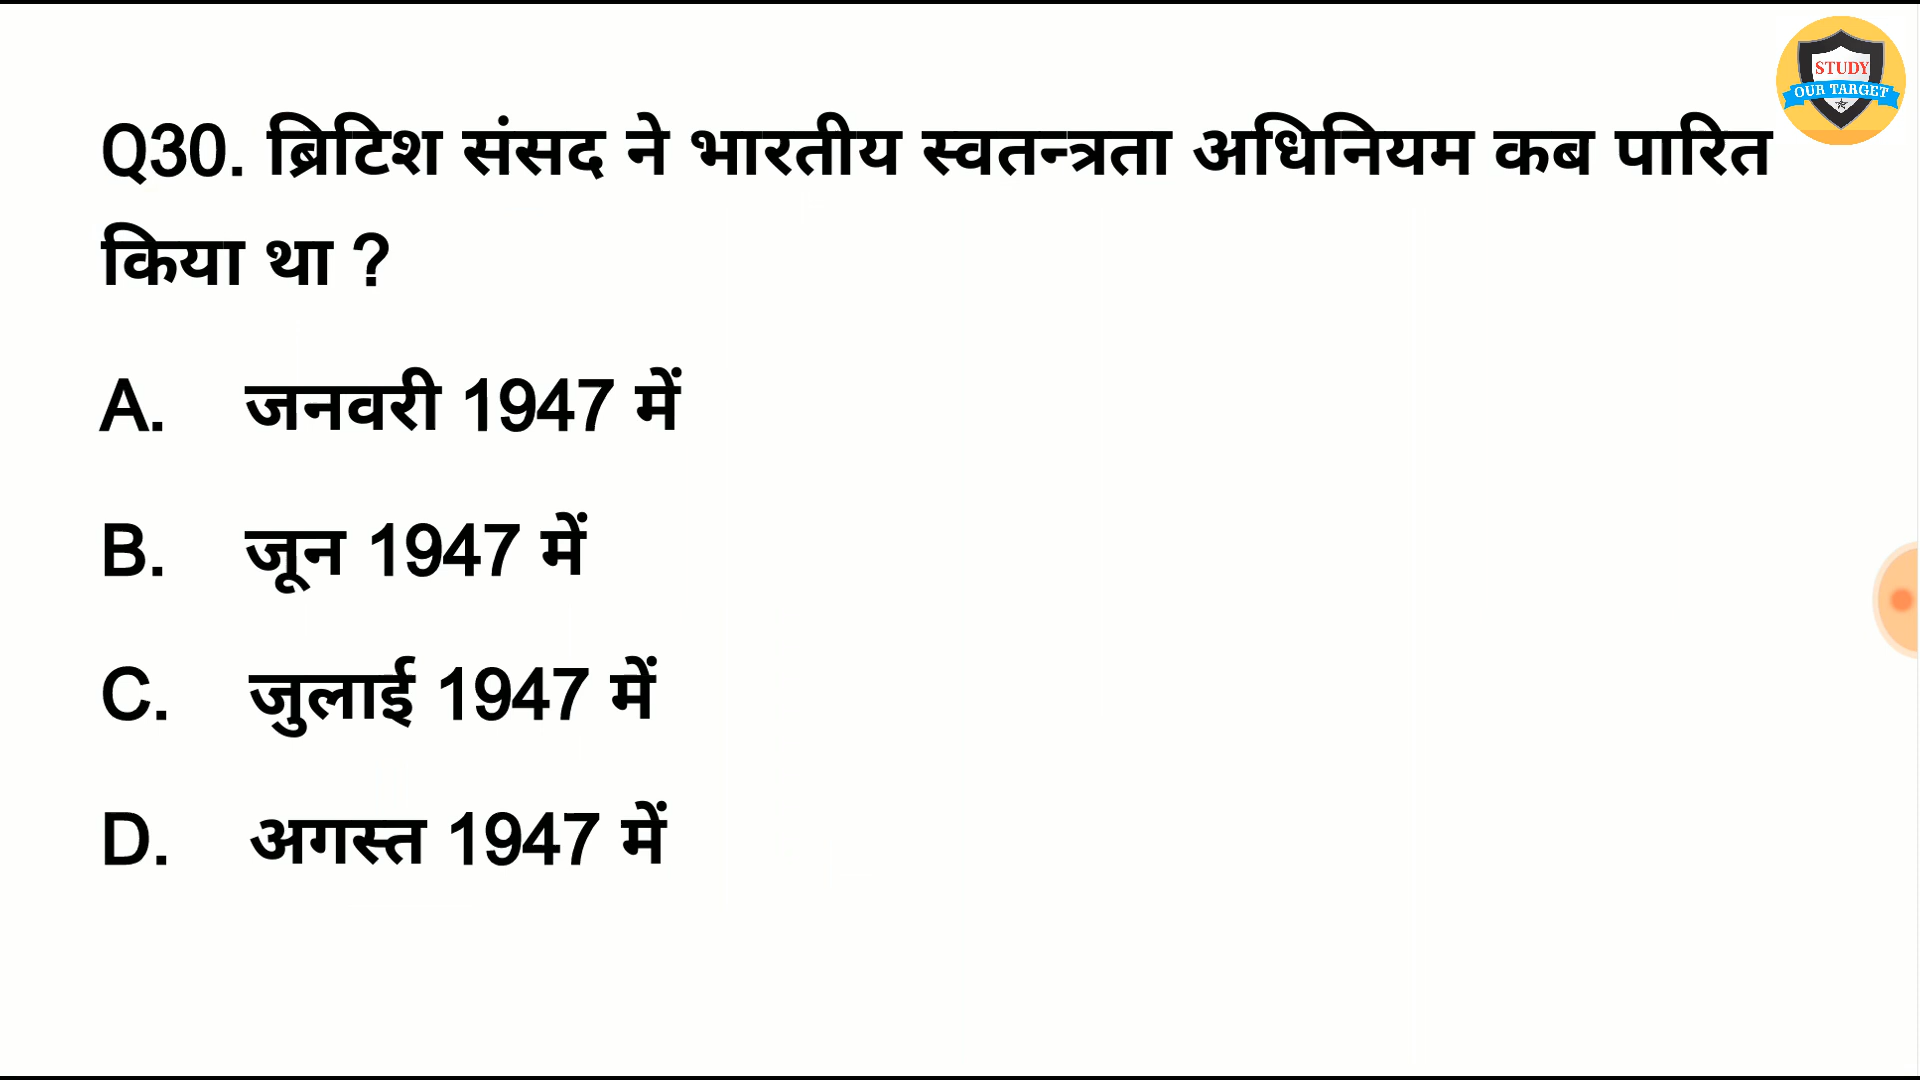 STUDY
OUR TARGET
Q30. ब्रिटिश संसद ने भारतीय स्वतन्त्रता अधिनियम कब पारित
किया था ?
A. जनवरी 1947 में
B. जून 1947 में
C. जुलाई 1947 में
D. अगस्त 1947 में